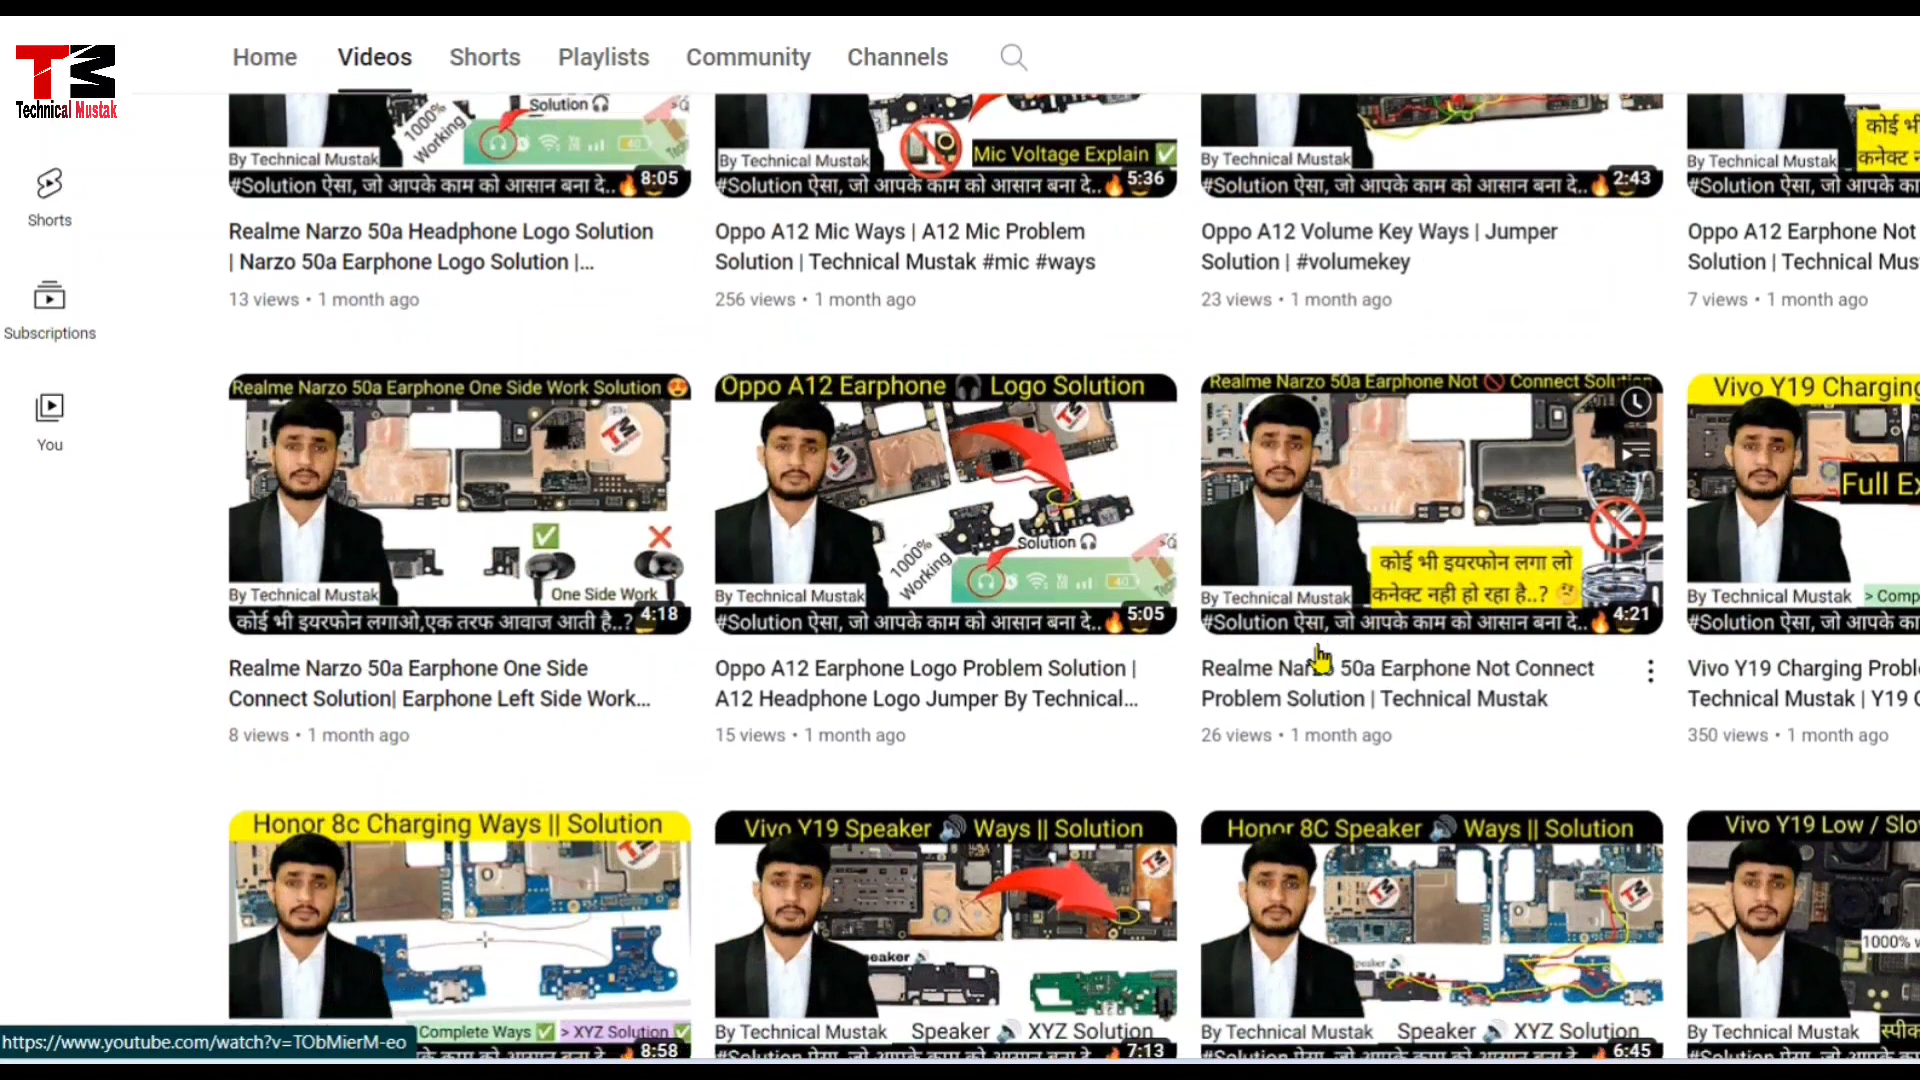 Home Videos Shorts Playlists Community Channels
TM
Technical Mustak
Shorts
Subscriptions
You
1000%
Working
Solution
40
By Technical Mustak
8:05
#Solution ऐसा, जो आपके काम को आसान बना दे..
Realme Narzo 50a Headphone Logo Solution
| Narzo 50a Earphone Logo Solution |...
13 views • 1 month ago
Mic Voltage Explain
By Technical Mustak
5:36
#Solution ऐसा, जो आपके काम को आसान बना दे..
Oppo A12 Mic Ways | A12 Mic Problem
Solution | Technical Mustak #mic #ways
256 views • 1 month ago
By Technical Mustak
2:43
#Solution ऐसा, जो आपके काम को आसान बना दे..
Oppo A12 Volume Key Ways | Jumper
Solution | #volumekey
23 views • 1 month ago
कोई
कनेक्ट
By Technical Mustak
#Solution ऐसा, जो आपके
Oppo A12 Earphone Not
Solution | Technical Mus
7 views • 1 month ago
Realme Narzo 50a Earphone One Side Work Solution
TM
One Side Work
By Technical Mustak
4:18
कोई भी इयरफोन लगाओ,एक तरफ आवाज आती है..?
Realme Narzo 50a Earphone One Side
Connect Solution| Earphone Left Side Work...
8 views • 1 month ago
Oppo A12 Earphone Logo Solution
TM
TM
1000%
Working
Solution
40
By Technical Mustak
5:05
#Solution ऐसा, जो आपके काम को आसान बना दे..
Oppo A12 Earphone Logo Problem Solution |
A12 Headphone Logo Jumper By Technical...
15 views • 1 month ago
Realme Narzo 50a Earphone Not Connect Solution
कोई भी इयरफोन लगा लो
कनेक्ट नही हो रहा है..?
By Technical Mustak
4:21
#Solution ऐसा, जो आपके काम को आसान बना दे..
Realme Narzo 50a Earphone Not Connect
Problem Solution | Technical Mustak
26 views • 1 month ago
Vivo Y19 Charging
Full Ex
By Technical Mustak > Comp
#Solution ऐसा, जो आपके
Vivo Y19 Charging Proble
Technical Mustak | Y19
350 views • 1 month ago
Honor 8c Charging Ways || Solution
TM
Complete Ways > XYZ Solution
8:58
Vivo Y19 Speaker Ways || Solution
TM
By Technical Mustak Speaker XYZ Solution
7:13
#Solution ऐसा, जो आपके काम को आसान बना दे..
Honor 8C Speaker Ways || Solution
TM
By Technical Mustak Speaker XYZ Solution
6:45
#Solution ऐसा, जो आपके काम को आसान बना दे..
Vivo Y19 Low / Slo
1000%
By Technical Mustak
#Solution ऐसा, जो आपके
https://www.youtube.com/watch?v=TObMierM-eo